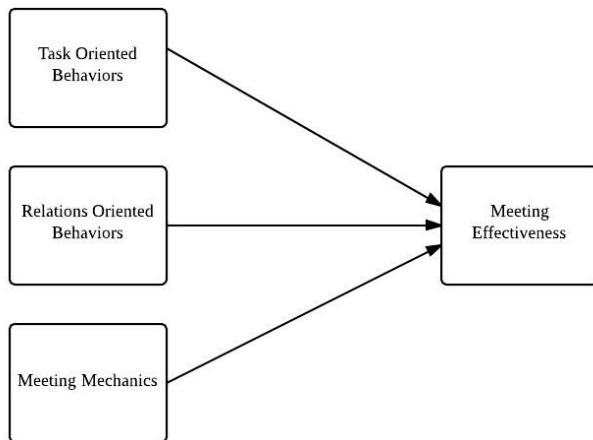 Task Oriented
Behaviors
Relations Oriented
Behaviors
Meeting
Effectiveness
Meeting Mechanics